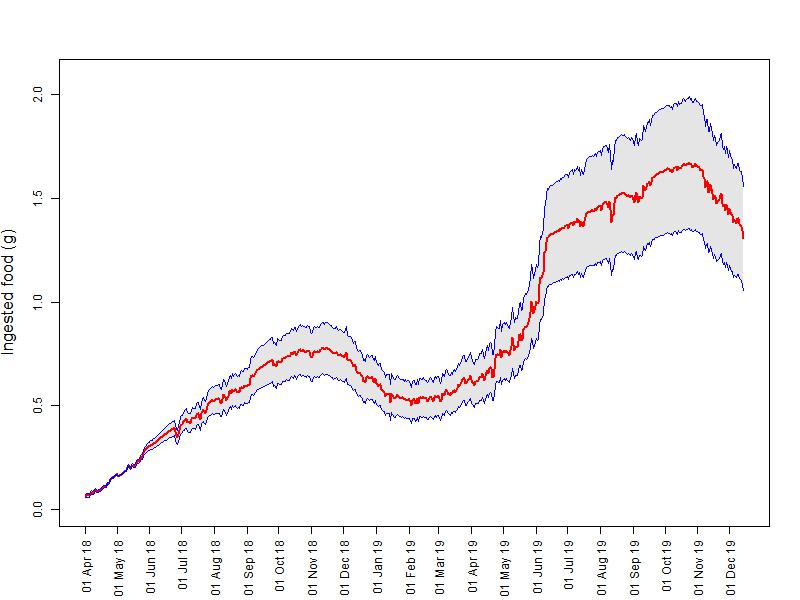 Ingested food (g)
2.0
1.5
1.0
0.5
0.0
01 Apr 18
01 May 18
01 Jun 18
01 Jul 18
01 Aug 18
01 Sep 18
01 Oct 18
01 Nov 18
01 Dec 18
01 Jan 19
01 Feb 19
01 Mar 19
01 Apr 19
01 May 19
01 Jun 19
01 Jul 19
01 Aug 19
01 Sep 19
01 Oct 19
01 Nov 19
01 Dec 19